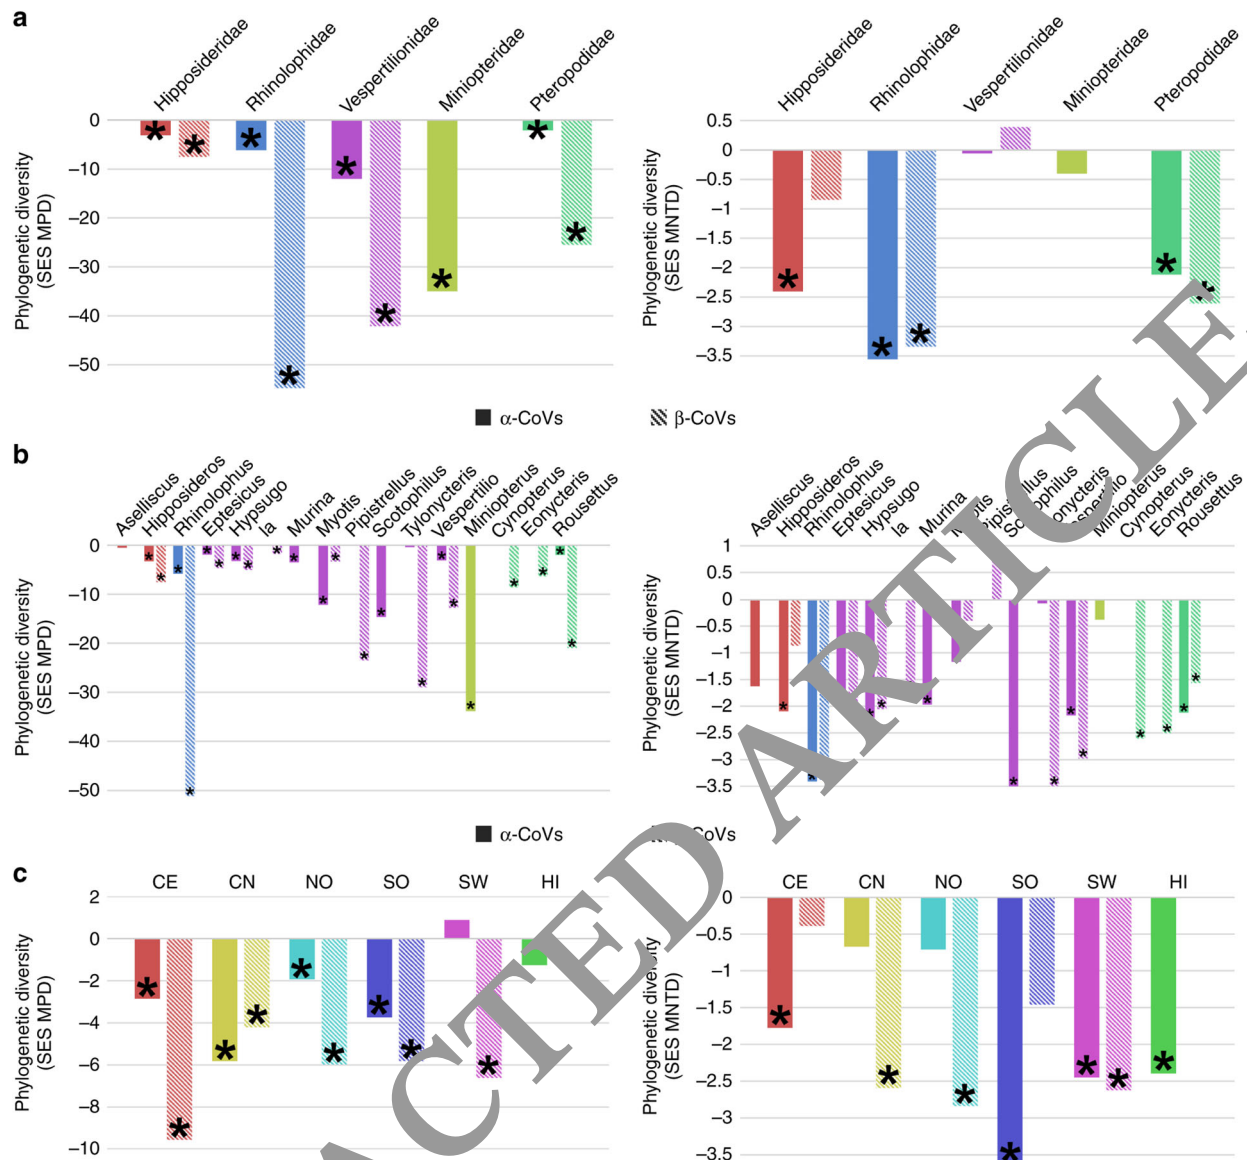 a
Hipposideridae
Rhinolophidae
Vespertilionidae
Miniopteridae
Pteropodidae
0
−10
−20
−30
−40
−50
Phylogenetic diversity
(SES MPD)
Hipposideridae
Rhinolophidae
Vespertilionidae
Miniopteridae
Pteropodidae
0.5
0
−0.5
−1
−1.5
−2
−2.5
−3
−3.5
Phylogenetic diversity
(SES MNTD)
α-CoVs β-CoVs
b
Aselliscus
Hipposideros
Rhinolophus
Eptesicus
Hypsugo
Ia
Murina
Myotis
Pipistrellus
Scotophilus
Tylonycteris
Vespertilio
Miniopterus
Cynopterus
Eonycteris
Rousettus
0
−10
−20
−30
−40
−50
Phylogenetic diversity
(SES MPD)
Aselliscus
Hipposideros
Rhinolophus
Eptesicus
Hypsugo
Ia
Murina
Miniopterus
Cynopterus
Eonycteris
Rousettus
1
0.5
0
−0.5
−1
−1.5
−2
−2.5
−3
−3.5
Phylogenetic diversity
(SES MNTD)
α-CoVs CoVs
c
CE CN NO SO SW HI
2
0
−2
−4
−6
−8
−10
Phylogenetic diversity
(SES MPD)
CE CN NO SO SW HI
0
−0.5
−1
−1.5
−2
−2.5
−3
−3.5
Phylogenetic diversity
(SES MNTD)
ACTED ARTICLE